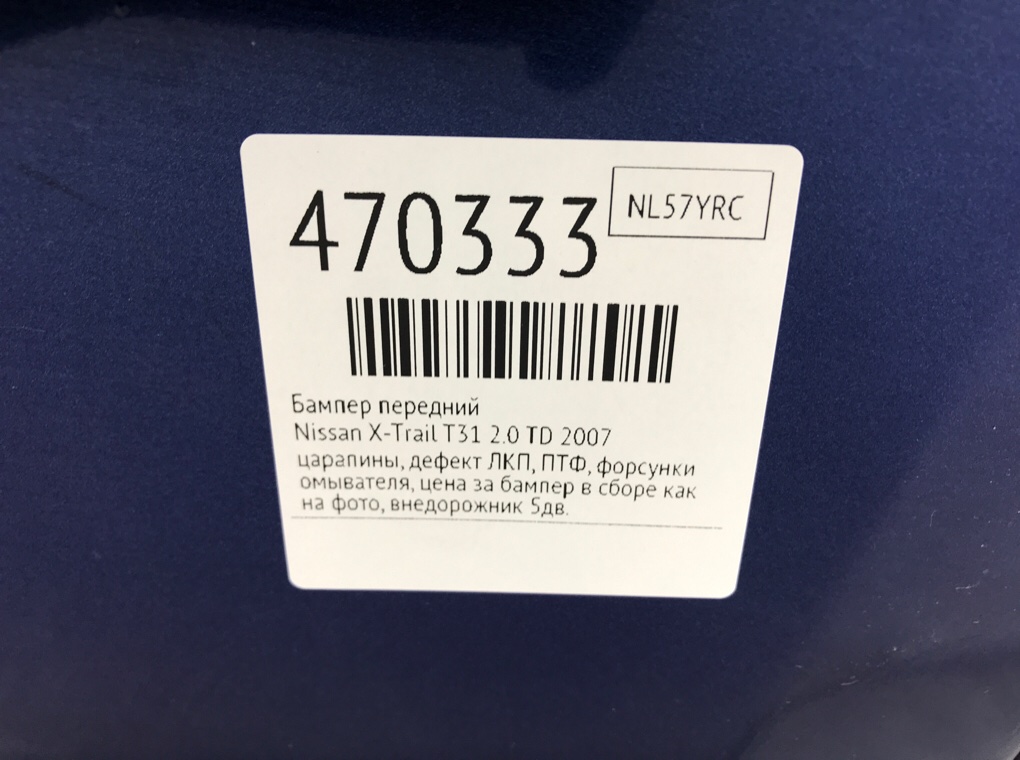 470333
NL57YRC
Бампер передний
Nissan X-Trail T31 2.0 TD 2007
царапины, дефект ЛКП, ПТФ, форсунки
омывателя, цена за бампер в сборе как
на фото, внедорожник 5дв.